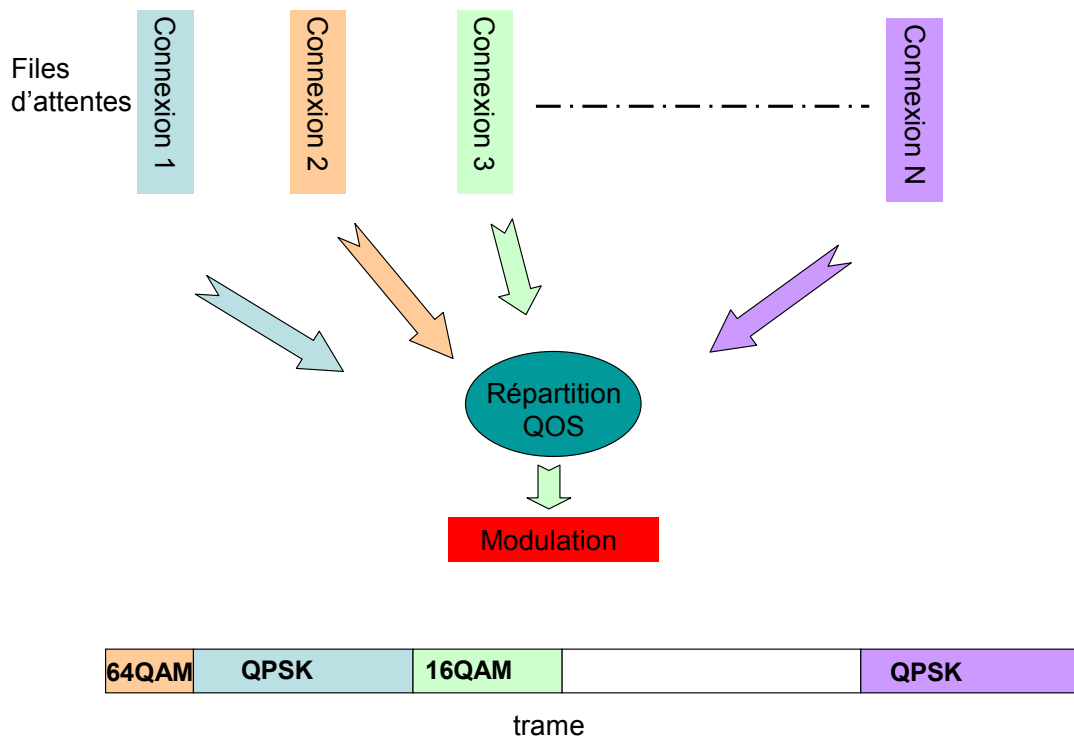 Connexion 1
Connexion 2
Connexion 3
Connexion N
Files
d'attentes
Répartition
QOS
Modulation
64QAM
QPSK
16QAM
QPSK
trame